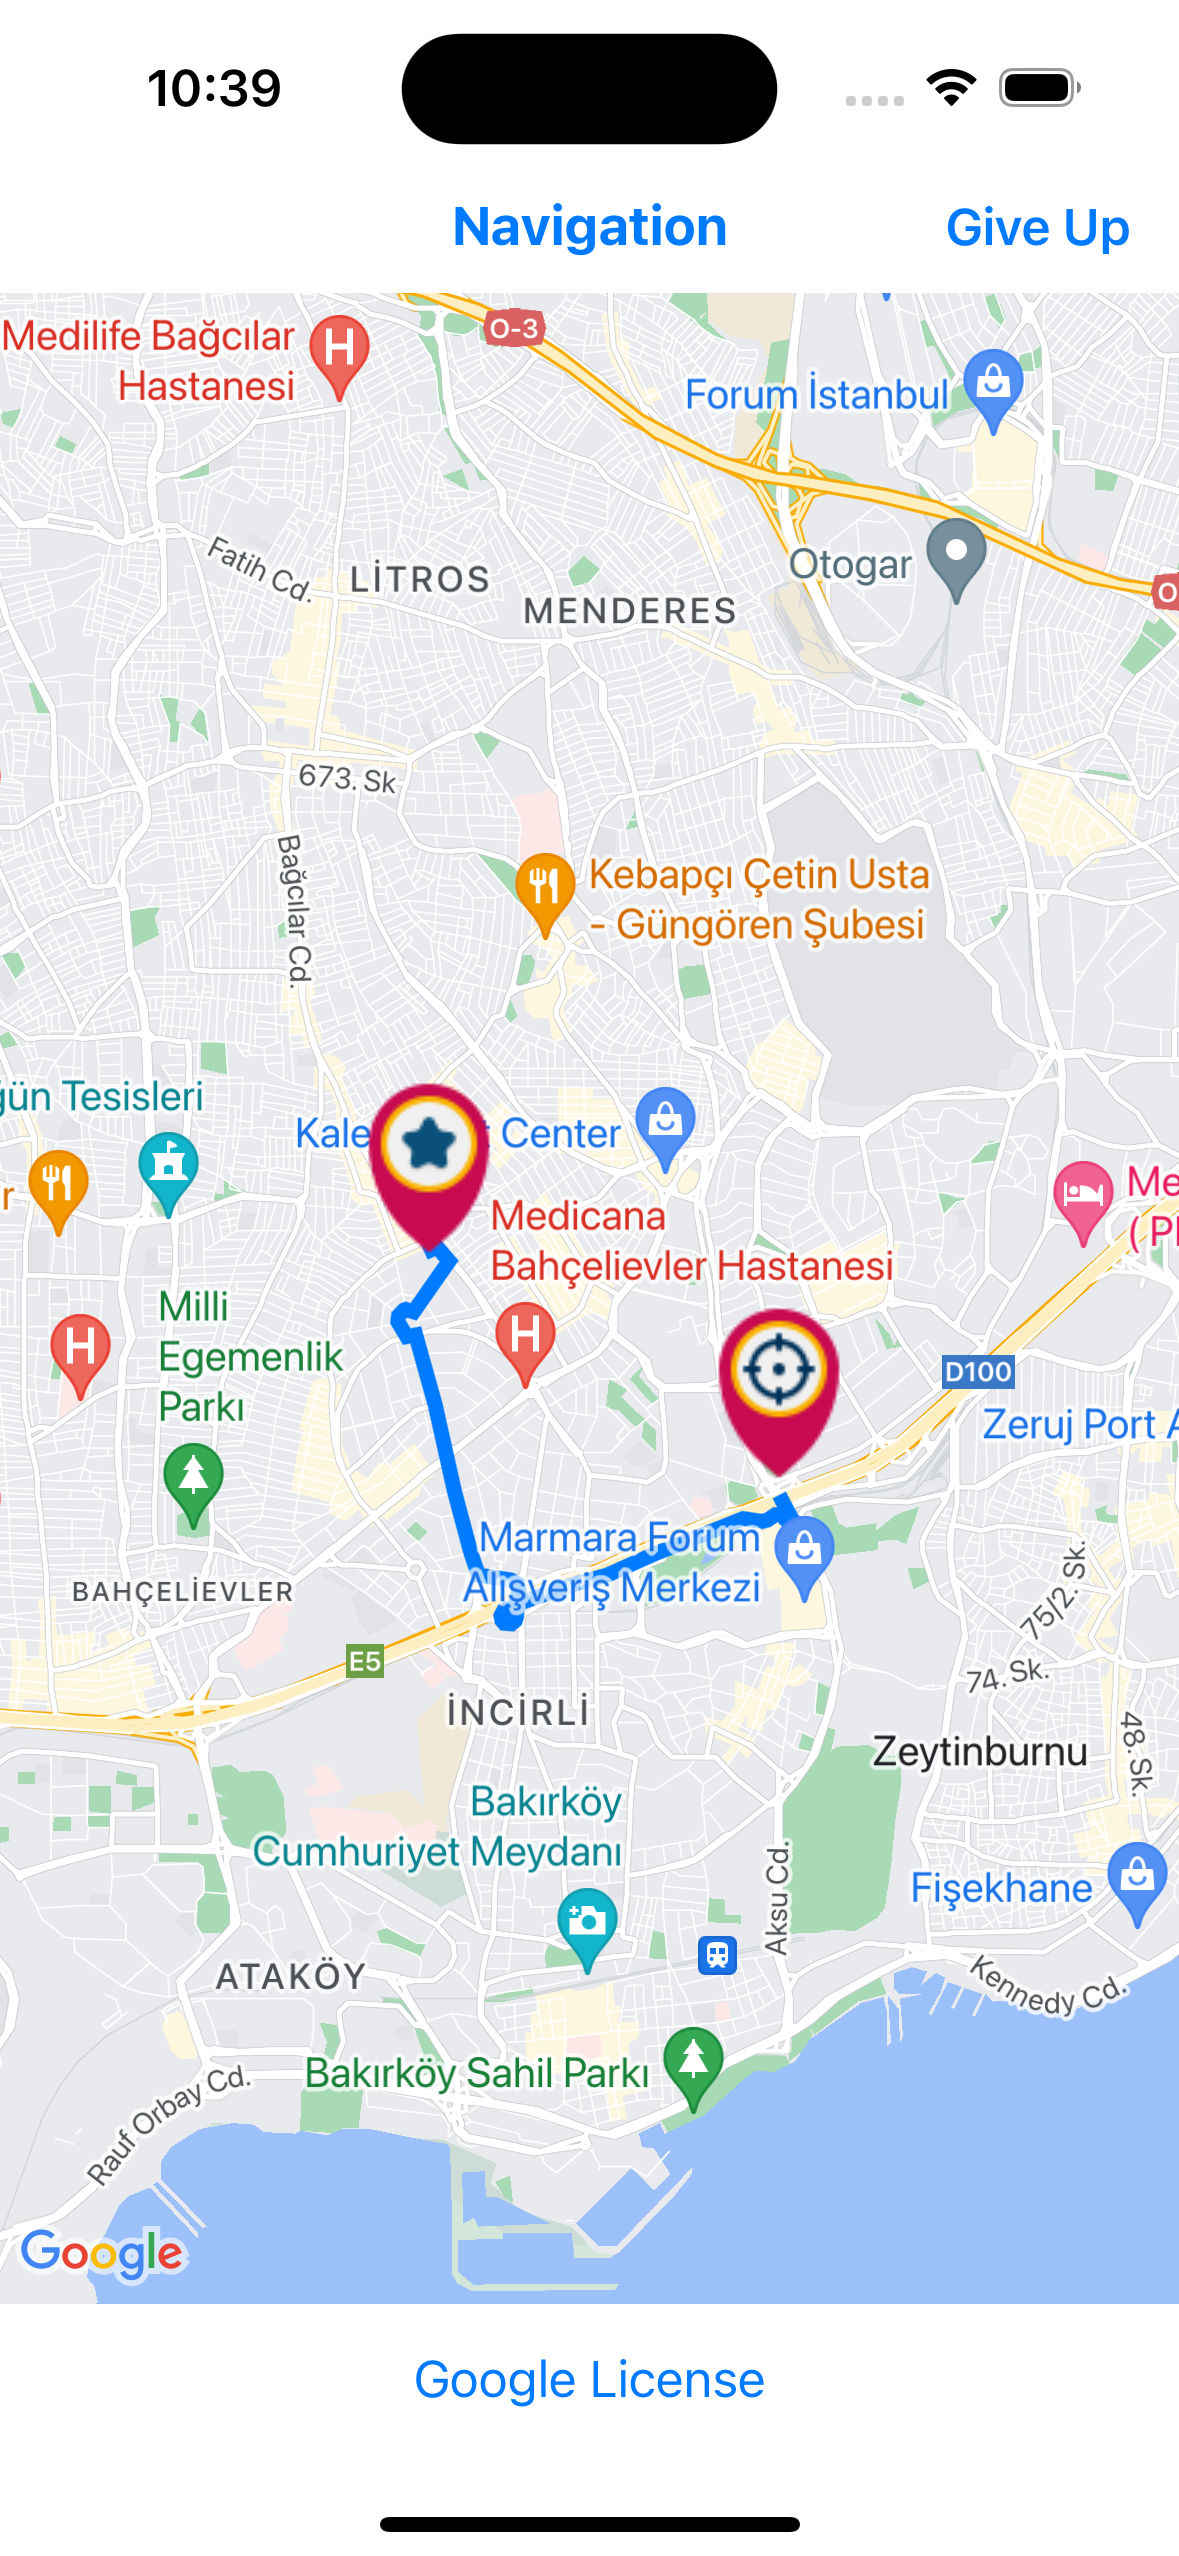 10:39
Navigation
Give Up
O-3
Medilife Bağcılar
Hastanesi
Forum İstanbul
Fatih Cd.
LİTROS
Otogar
O
MENDERES
673. Sk
Bağcılar Cd.
Kebapçı Çetin Usta
- Güngören Şubesi
ğün Tesisleri
Kale
t Center
r
Me
( Pl
Medicana
Bahçelievler Hastanesi
Milli
Egemenlik
Parkı
D100
Zeruj Port A
Marmara Forum
Alışveriş Merkezi
BAHÇELİEVLER
75/2. Sk.
E5
74. Sk.
İNCİRLİ
48. Sk.
Zeytinburnu
Bakırköy
Cumhuriyet Meydanı
Aksu Cd.
Fişekhane
ATAKÖY
Kennedy Cd.
Bakırköy Sahil Parkı
Rauf Orbay Cd.
Google
Google License